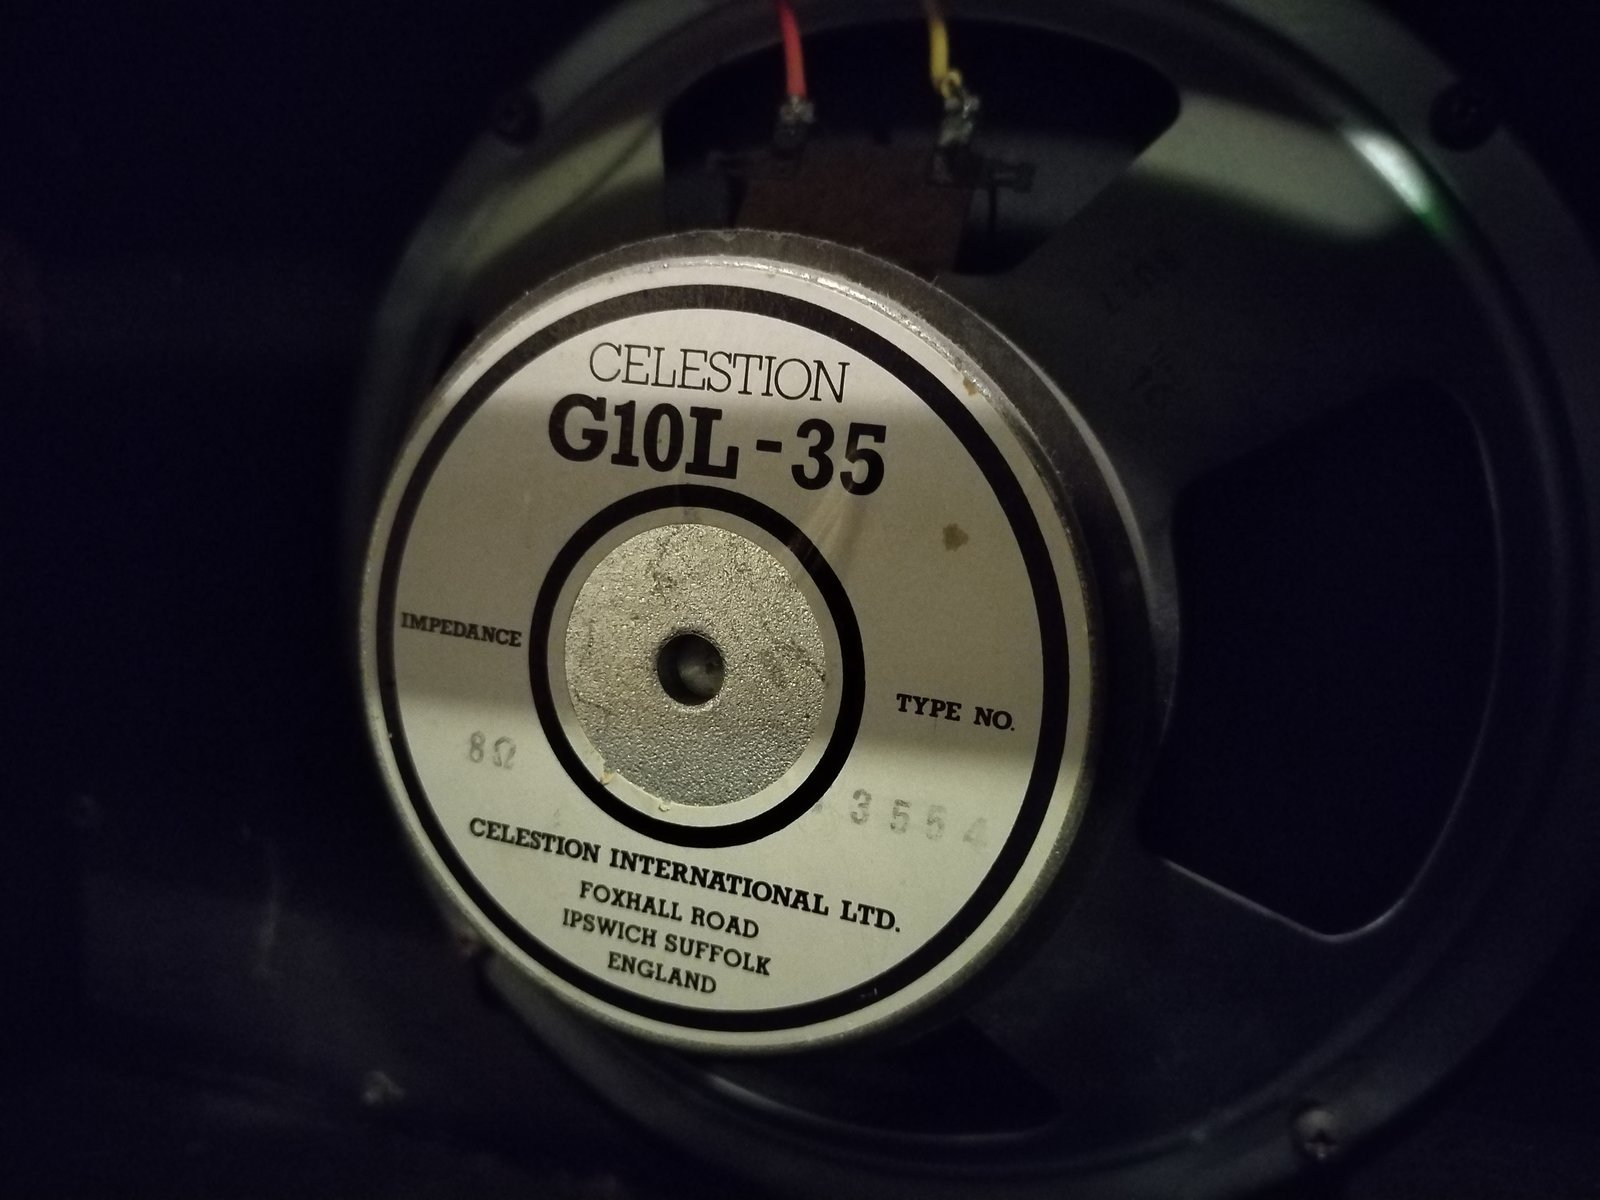 CELESTION
G10L-35
IMPEDANCE
TYPE NO.
8Ω
3554
CELESTION INTERNATIONAL LTD.
FOXHALL ROAD
IPSWICH SUFFOLK
ENGLAND